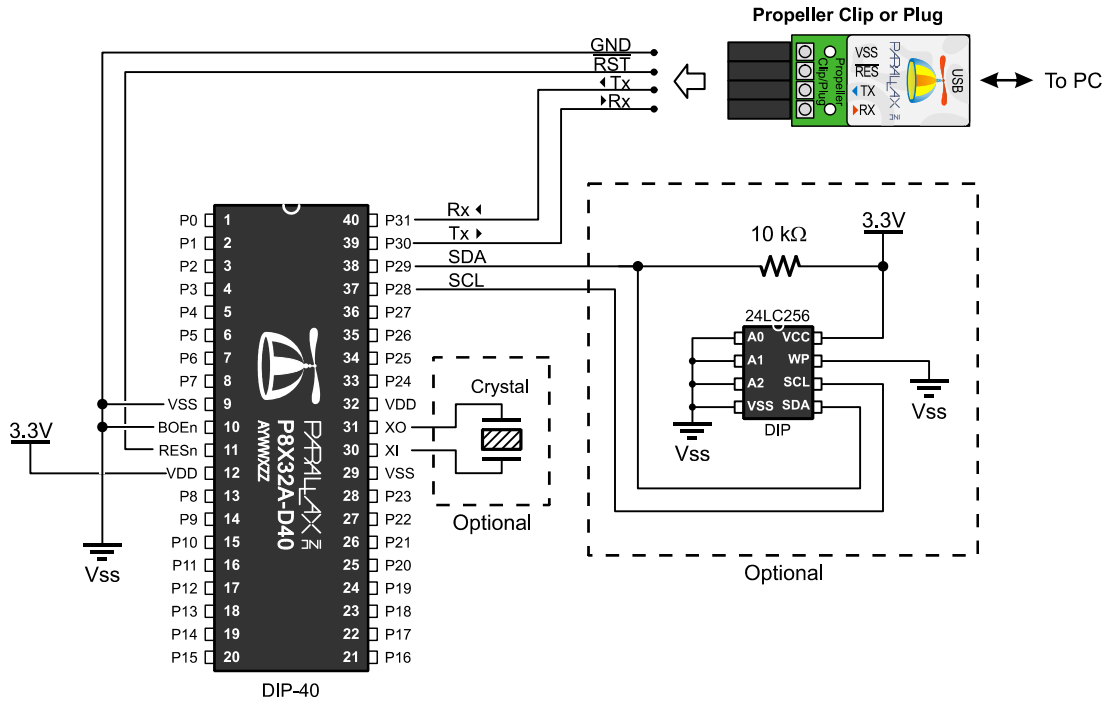 Propeller Clip or Plug
GND
RST
Tx
Rx
Propeller
Clip/Plug
VSS
RES
TX
RX
PARALLAX INC
USB
To PC
Rx
Tx
SDA
SCL
P0 1 40 P31
P1 2 39 P30
P2 3 38 P29
P3 4 37 P28
P4 5 36 P27
P5 6 35 P26
P6 7 34 P25
P7 8 33 P24
VSS 9 32 VDD
BOEn 10 31 XO
RESn 11 30 XI
VDD 12 29 VSS
P8 13 28 P23
P9 14 27 P22
P10 15 26 P21
P11 16 25 P20
P12 17 24 P19
P13 18 23 P18
P14 19 22 P17
P15 20 21 P16
PARALLAX INC
P8X32A-D40
AYWWXZZ
DIP-40
3.3V
Vss
Crystal
Optional
10 kΩ
3.3V
24LC256
A0 VCC
A1 WP
A2 SCL
VSS SDA
DIP
Vss
Vss
Optional